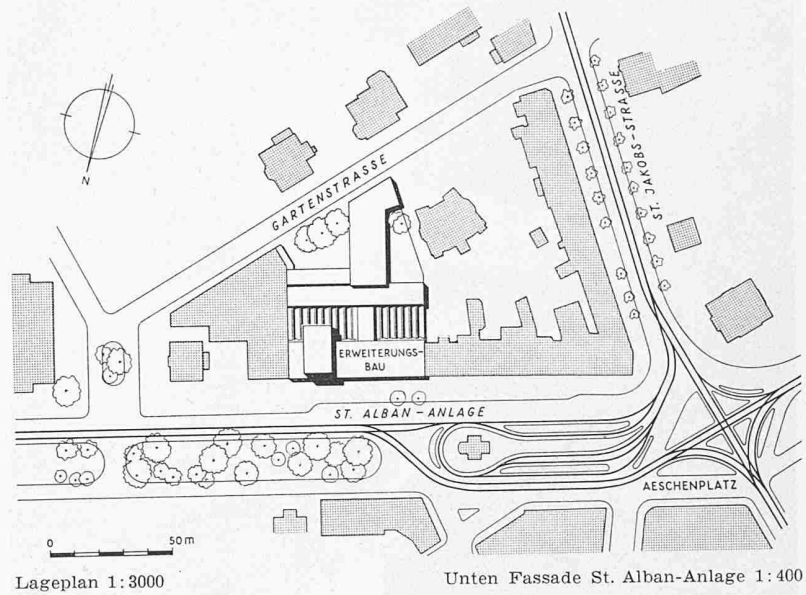 N
GARTENSTRASSE
ST. JAKOBS-STRASSE
ERWEITERUNGS-
BAU
ST. ALBAN-ANLAGE
AESCHENPLATZ
0 50 m
Lageplan 1:3000
Unten Fassade St. Alban-Anlage 1:400